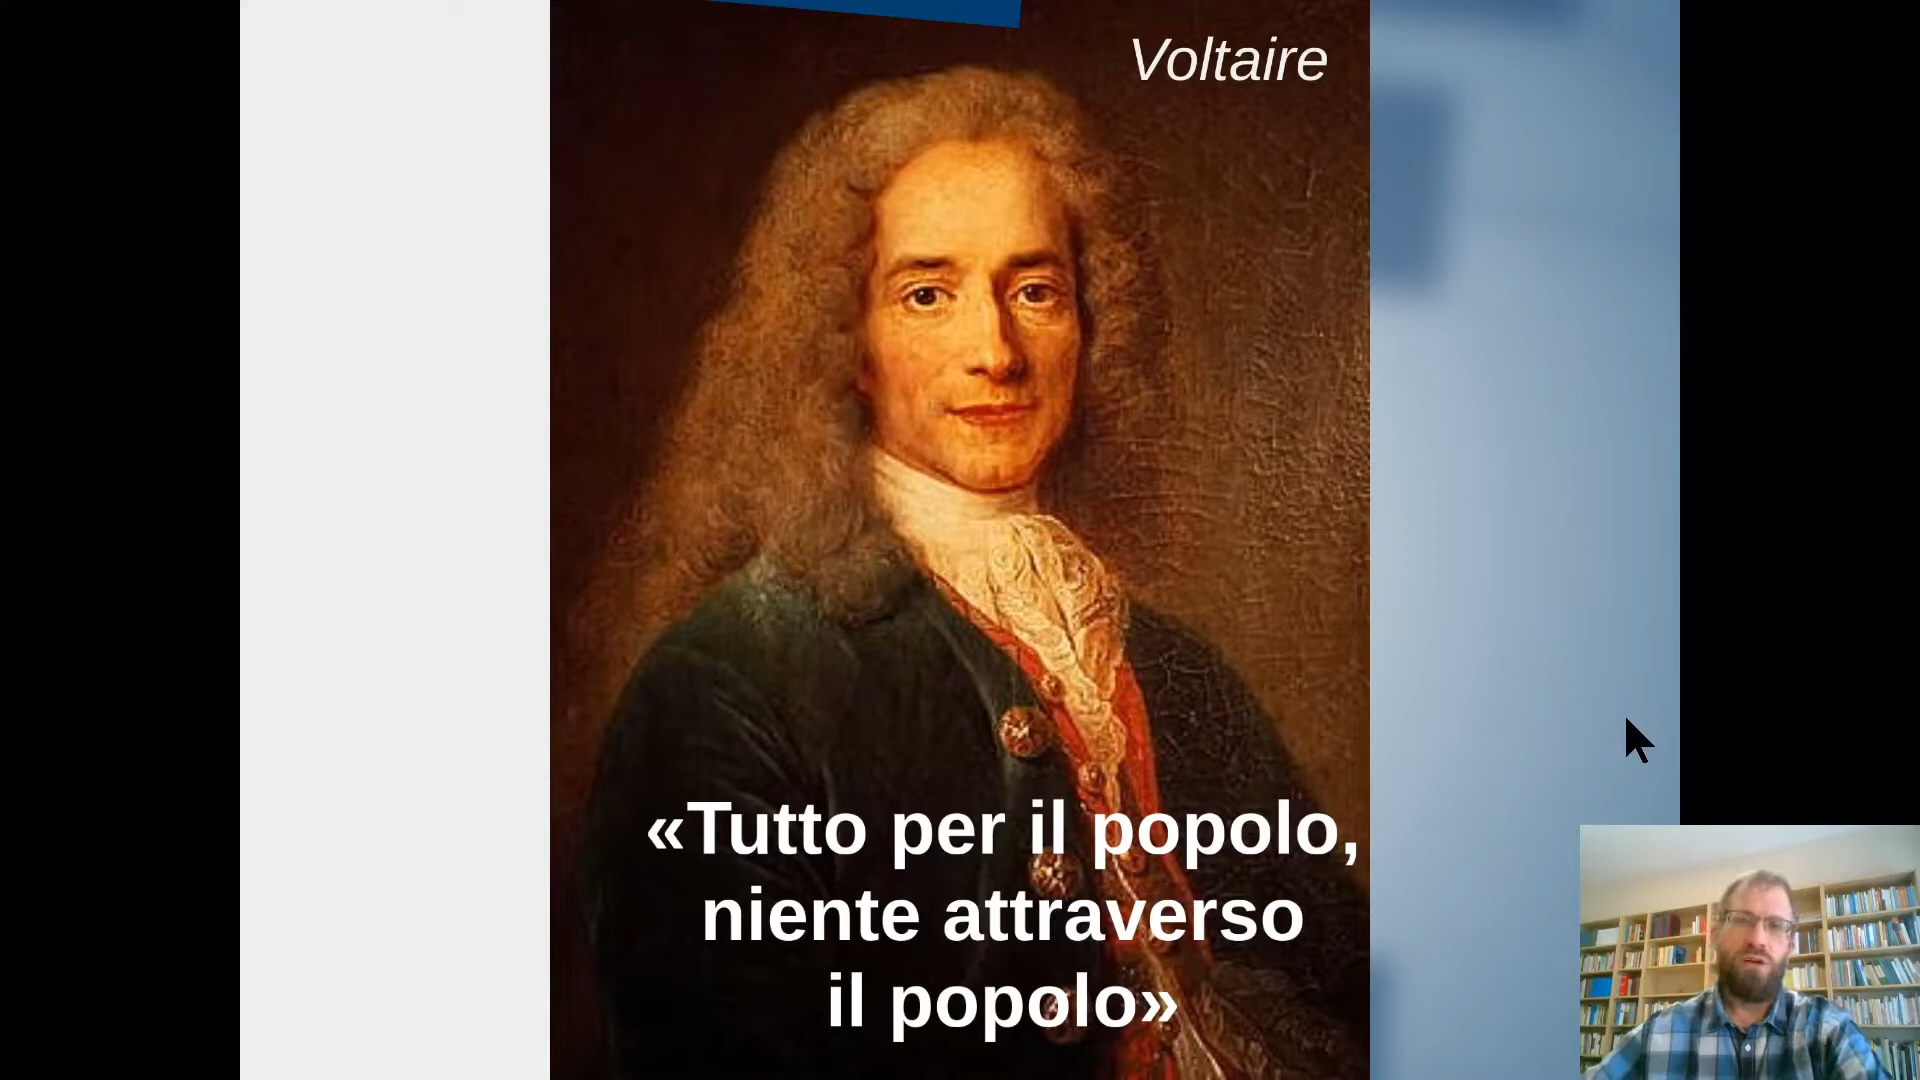 Voltaire
«Tutto per il popolo,
niente attraverso
il popolo»